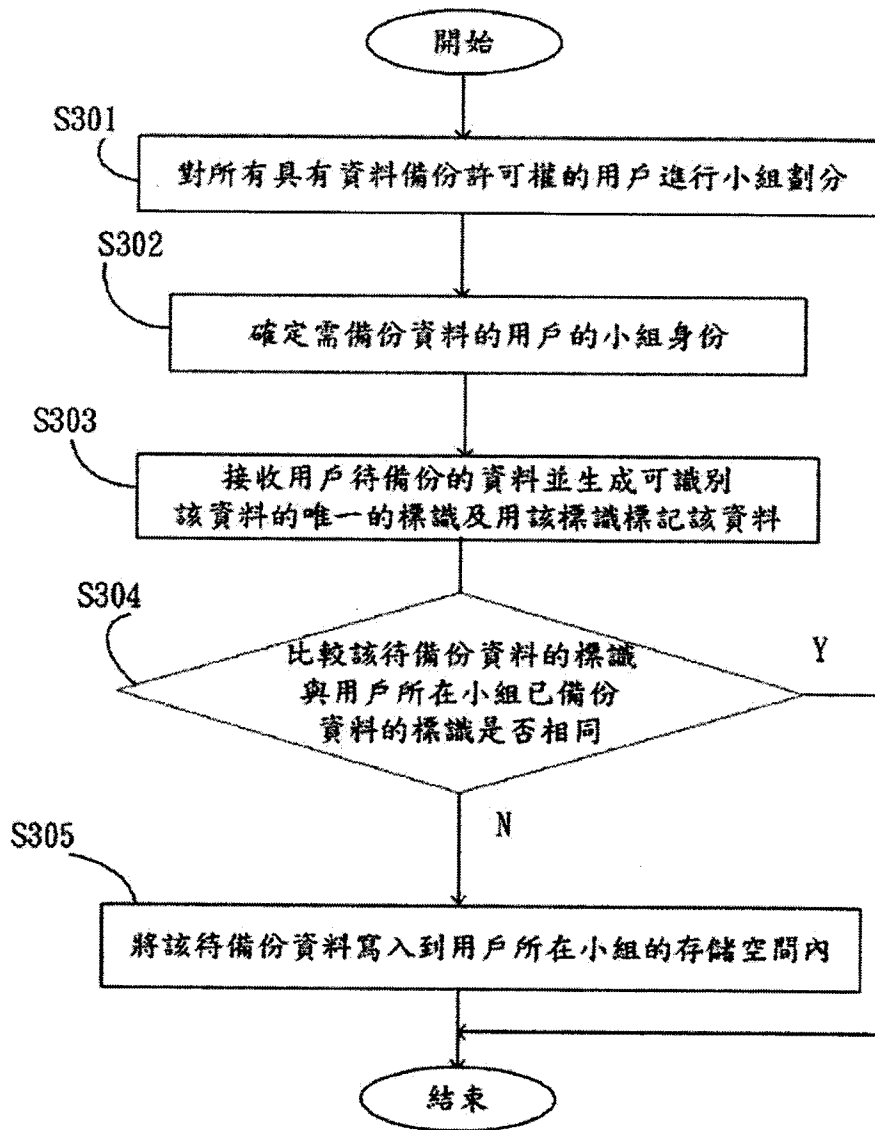 開始
S301
對所有具有資料備份許可權的用戶進行小組劃分
S302
確定需備份資料的用戶的小組身份
S303
接收用戶待備份的資料並生成可識別
該資料的唯一的標識及用該標識標記該資料
S304
比較該待備份資料的標識
與用戶所在小組已備份
資料的標識是否相同
Y
N
S305
將該待備份資料寫入到用戶所在小組的存儲空間內
結束